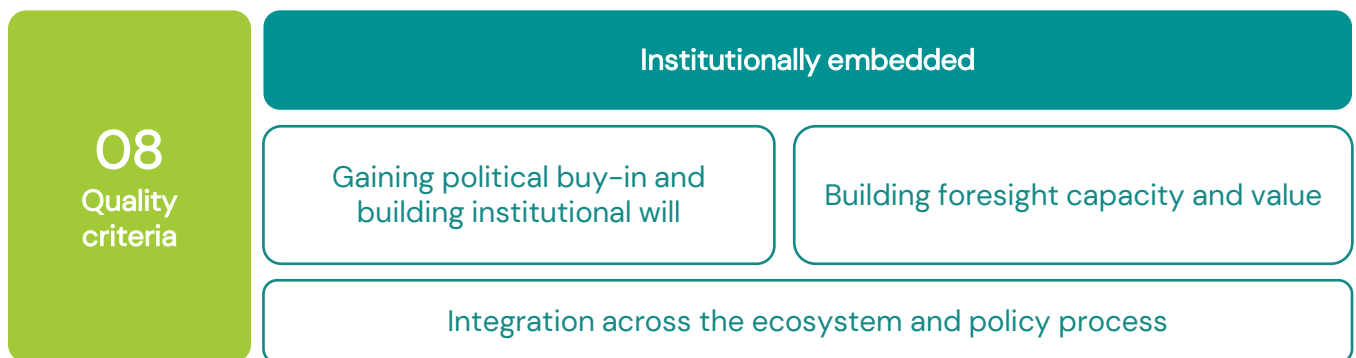 08
Quality
criteria
Institutionally embedded
Gaining political buy-in and
building institutional will
Building foresight capacity and value
Integration across the ecosystem and policy process